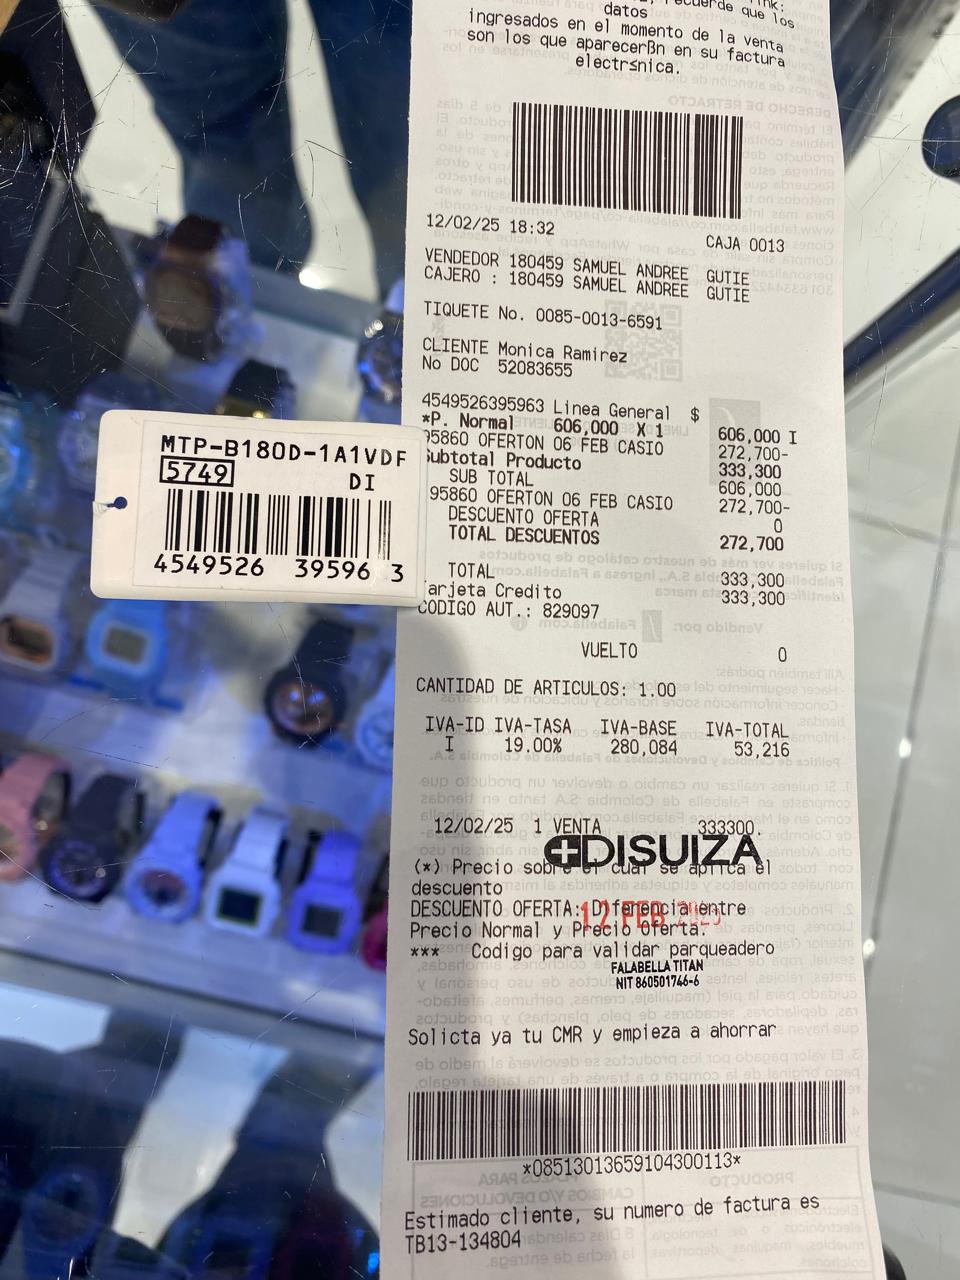 recuerde que los
datos
ingresados en el momento de la venta
son los que aparecerßn en su factura
electr≤nica.
12/02/25 18:32
CAJA 0013
VENDEDOR 180459 SAMUEL ANDREE GUTIE
CAJERO : 180459 SAMUEL ANDREE GUTIE
TIQUETE No. 0085-0013-6591
CLIENTE Monica Ramirez
No DOC 52083655
4549526395963 Linea General $ 606,000 I
*P. Normal 606,000 X 1
95860 OFERTON 06 FEB CASIO 272,700-
Subtotal Producto 333,300
SUB TOTAL 606,000
95860 OFERTON 06 FEB CASIO 272,700-
DESCUENTO OFERTA 0
TOTAL DESCUENTOS 272,700
TOTAL 333,300
Tarjeta Credito 333,300
CODIGO AUT.: 829097
VUELTO 0
CANTIDAD DE ARTICULOS: 1.00
IVA-ID IVA-TASA IVA-BASE IVA-TOTAL
I 19.00% 280,084 53,216
12/02/25 1 VENTA 333300.
DISUIZA
(*) Precio sobre el cual se aplica el
descuento
DESCUENTO OFERTA: Diferencia entre
12 FEB 2025
Precio Normal y Precio Oferta.
*** Codigo para validar parqueadero
FALABELLA TITAN
NIT 860501746-6
Solicta ya tu CMR y empieza a ahorrar
*08513013659104300113*
Estimado cliente, su numero de factura es
TB13-134804
MTP-B180D-1A1VDF
5749 DI
4549526 39596 3